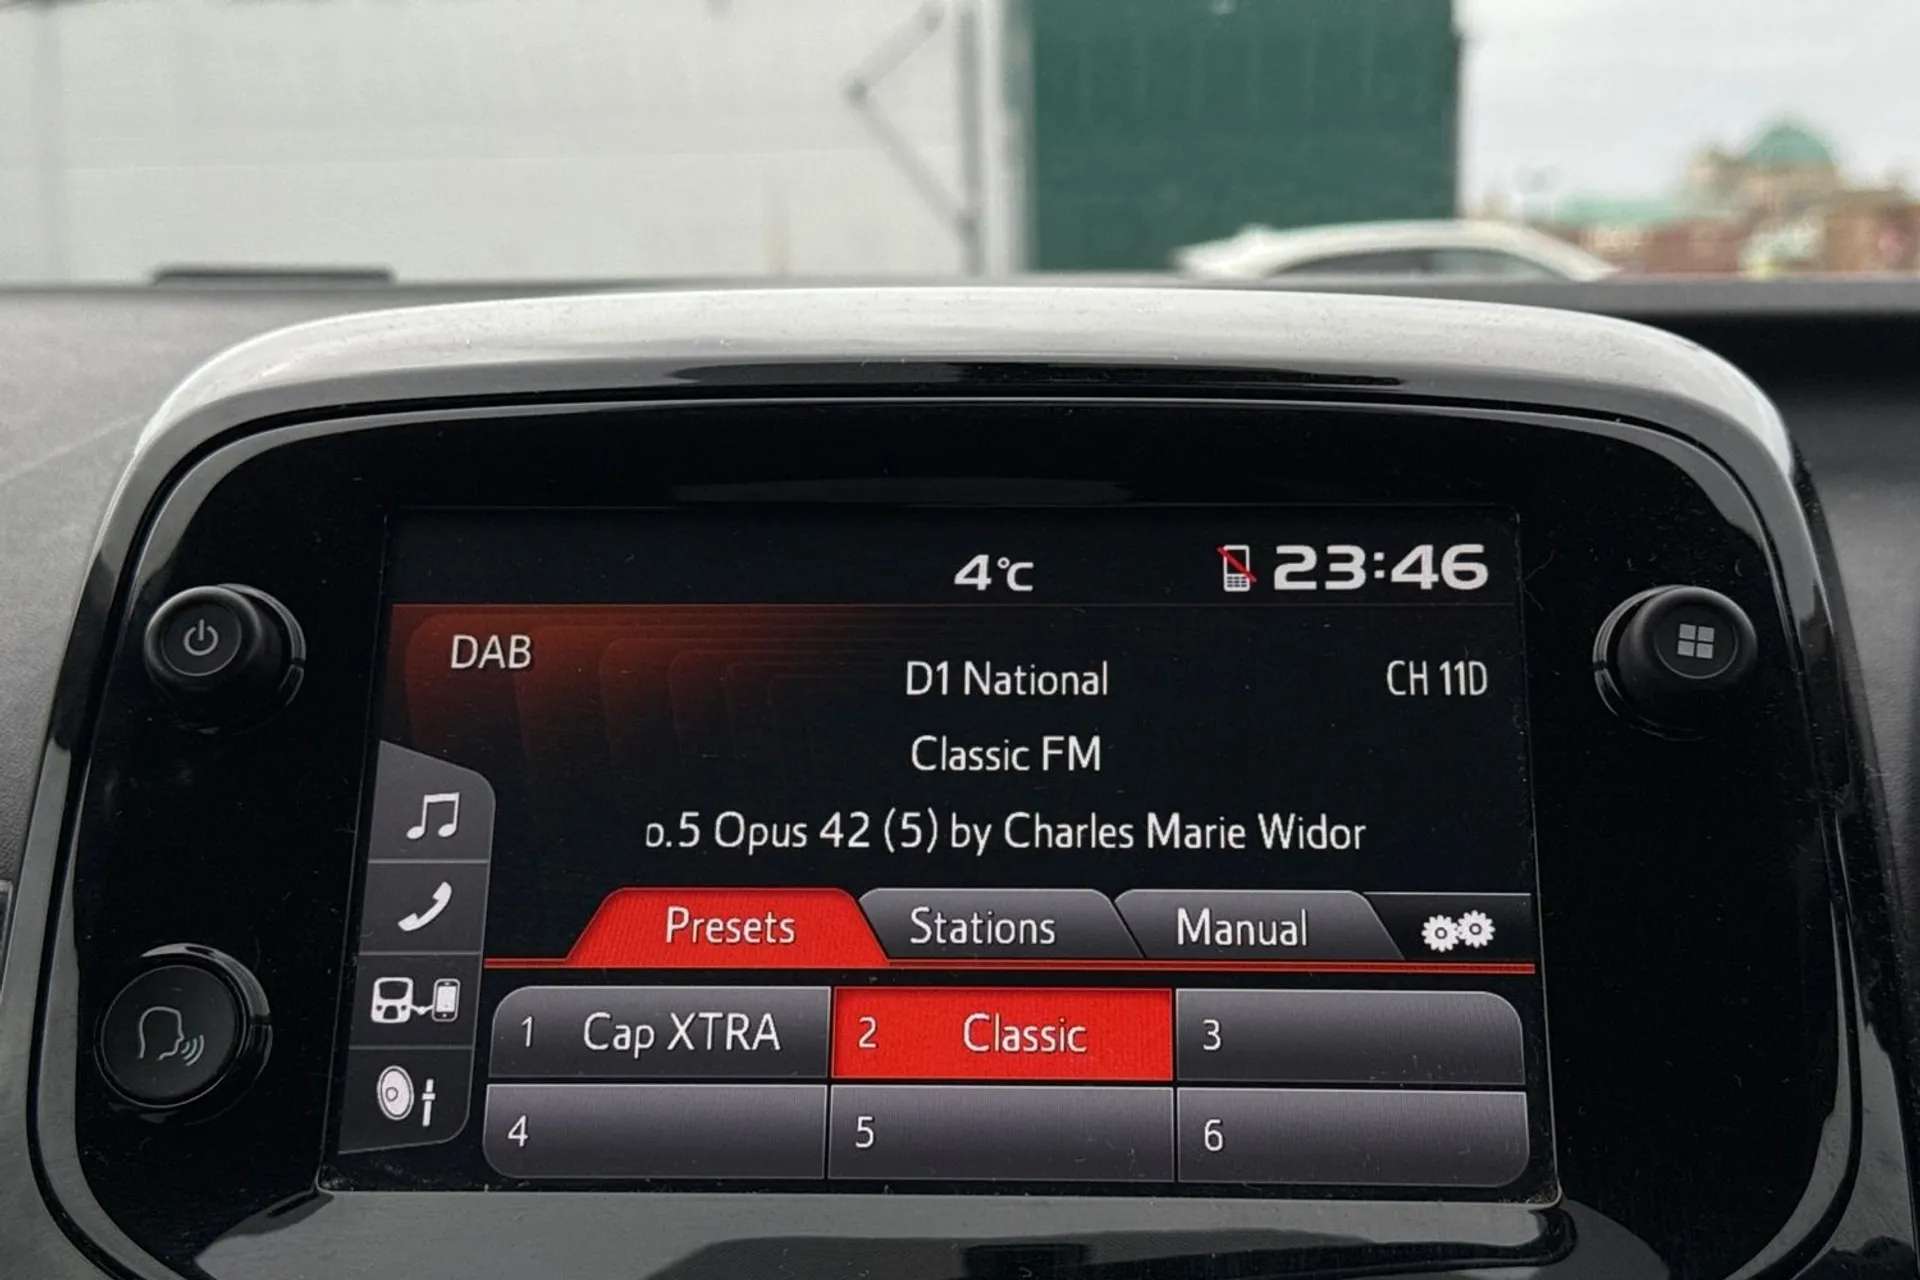 4°C 23:46
DAB
D1 National CH 11D
Classic FM
o.5 Opus 42 (5) by Charles Marie Widor
Presets Stations Manual
1 Cap XTRA 2 Classic 3
4 5 6